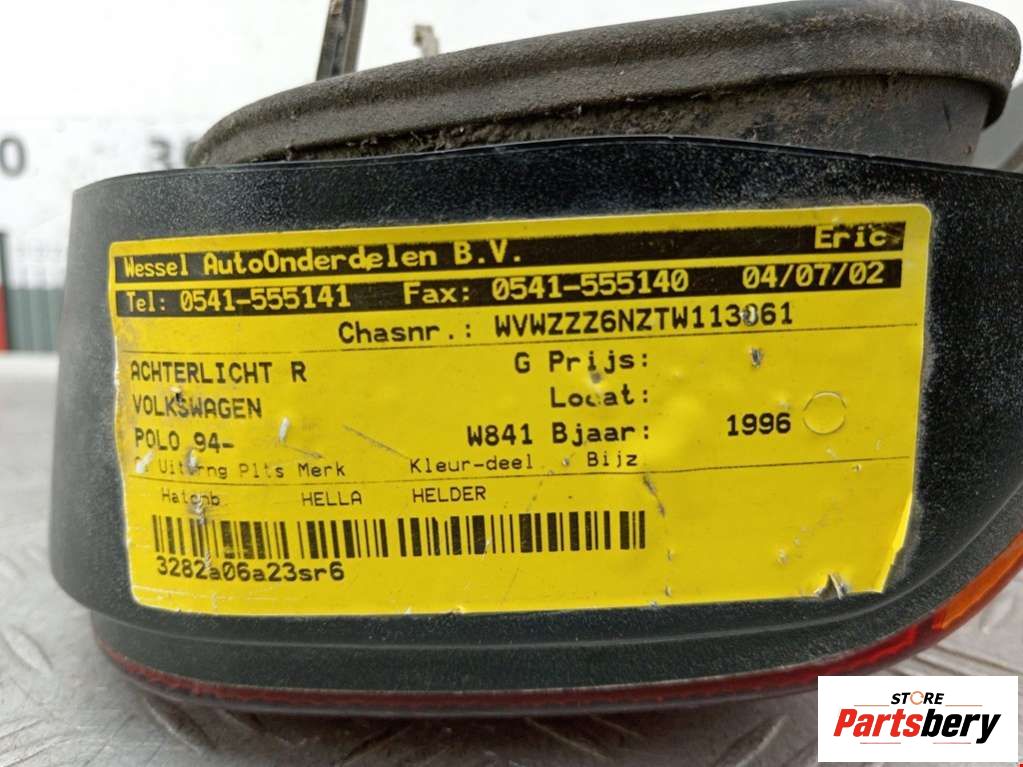 Wessel AutoOnderdelen B.V. Eric
Tel: 0541-555141 Fax: 0541-555140 04/07/02
Chasnr.: WVWZZZ6NZTW113061
ACHTERLICHT R G Prijs:
VOLKSWAGEN Locat:
POLO 94- W841 Bjaar: 1996
Uitvrng Plts Merk Kleur-deel Bijz
Hatchb HELLA HELDER
3282a06a23sr6
STORE
Partsbery